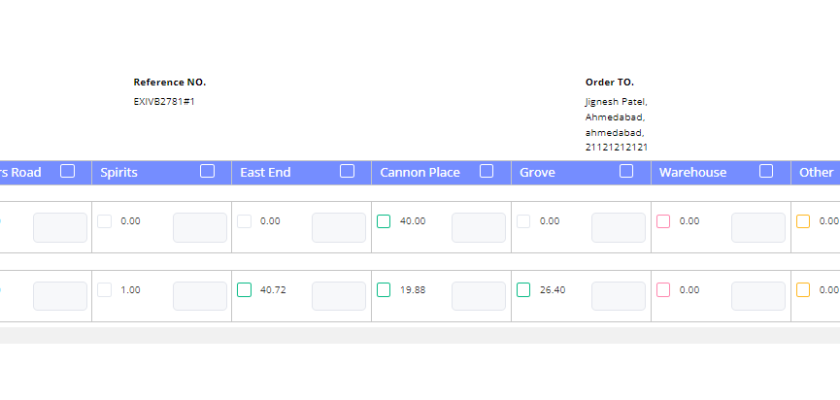 Reference NO.
EXIVB2781#1
Order TO.
Jignesh Patel,
Ahmedabad,
ahmedabad,
21121212121
rs Road Spirits East End Cannon Place Grove Warehouse Other
0.00 0.00 40.00 0.00 0.00 0.00
1.00 40.72 19.88 26.40 0.00 0.00